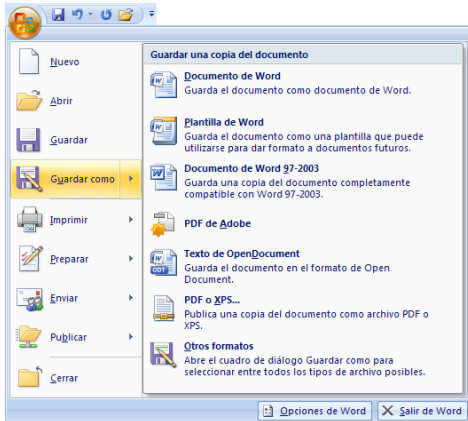 Nuevo
Abrir
Guardar
Guardar como
Imprimir
Preparar
Enviar
Publicar
Cerrar
Guardar una copia del documento
Documento de Word
Guarda el documento como documento de Word.
Plantilla de Word
Guarda el documento como una plantilla que puede
utilizarse para dar formato a documentos futuros.
Documento de Word 97-2003
Guarda una copia del documento completamente
compatible con Word 97-2003.
PDF de Adobe
Texto de OpenDocument
Guarda el documento en el formato de Open
Document.
PDF o XPS...
Publica una copia del documento como archivo PDF o
XPS.
Otros formatos
Abre el cuadro de diálogo Guardar como para
seleccionar entre todos los tipos de archivo posibles.
Opciones de Word
Salir de Word